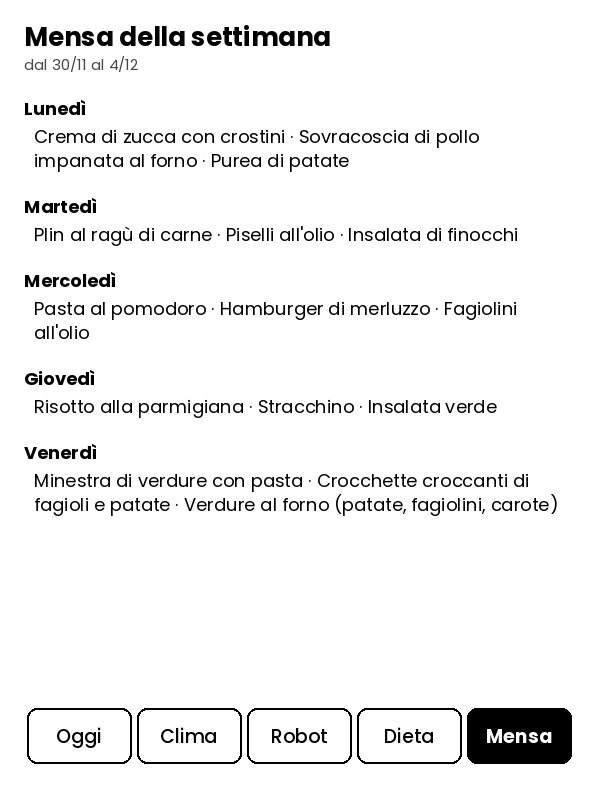 Mensa della settimana
dal 30/11 al 4/12
Lunedì
Crema di zucca con crostini · Sovracoscia di pollo
impanata al forno · Purea di patate
Martedì
Plin al ragù di carne · Piselli all'olio · Insalata di finocchi
Mercoledì
Pasta al pomodoro · Hamburger di merluzzo · Fagiolini
all'olio
Giovedì
Risotto alla parmigiana · Stracchino · Insalata verde
Venerdì
Minestra di verdure con pasta · Crocchette croccanti di
fagioli e patate · Verdure al forno (patate, fagiolini, carote)
Oggi Clima Robot Dieta Mensa